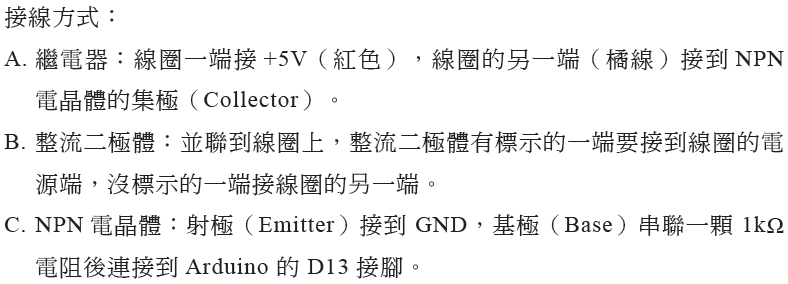 接線方式：
A. 繼電器：線圈一端接 +5V（紅色），線圈的另一端（橘線）接到 NPN
電晶體的集極（Collector）。
B. 整流二極體：並聯到線圈上，整流二極體有標示的一端要接到線圈的電
源端，沒標示的一端接線圈的另一端。
C. NPN 電晶體：射極（Emitter）接到 GND，基極（Base）串聯一顆 1kΩ
電阻後連接到 Arduino 的 D13 接腳。